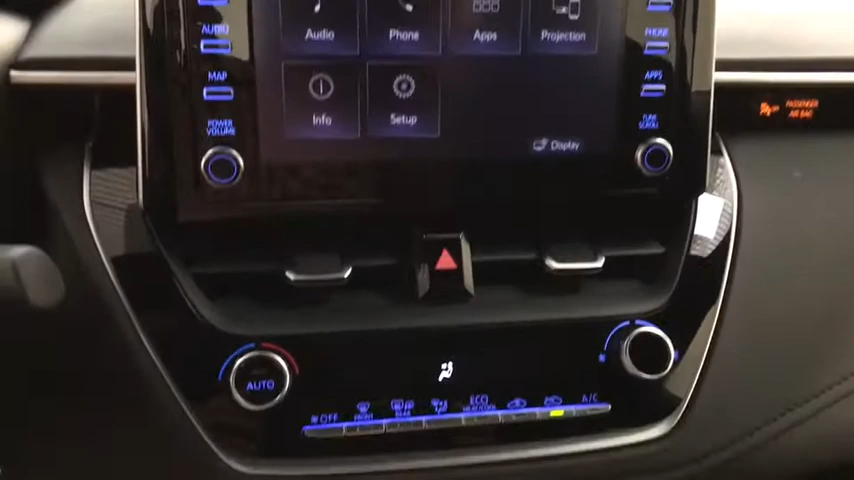 AUDIO
PHONE
Audio Phone Apps Projection
MAP
APPS
Info Setup
POWER
VOLUME
TUNE
SCROLL
Display
PASSENGER
AIR BAG
AUTO
OFF FRONT REAR ECO A/C